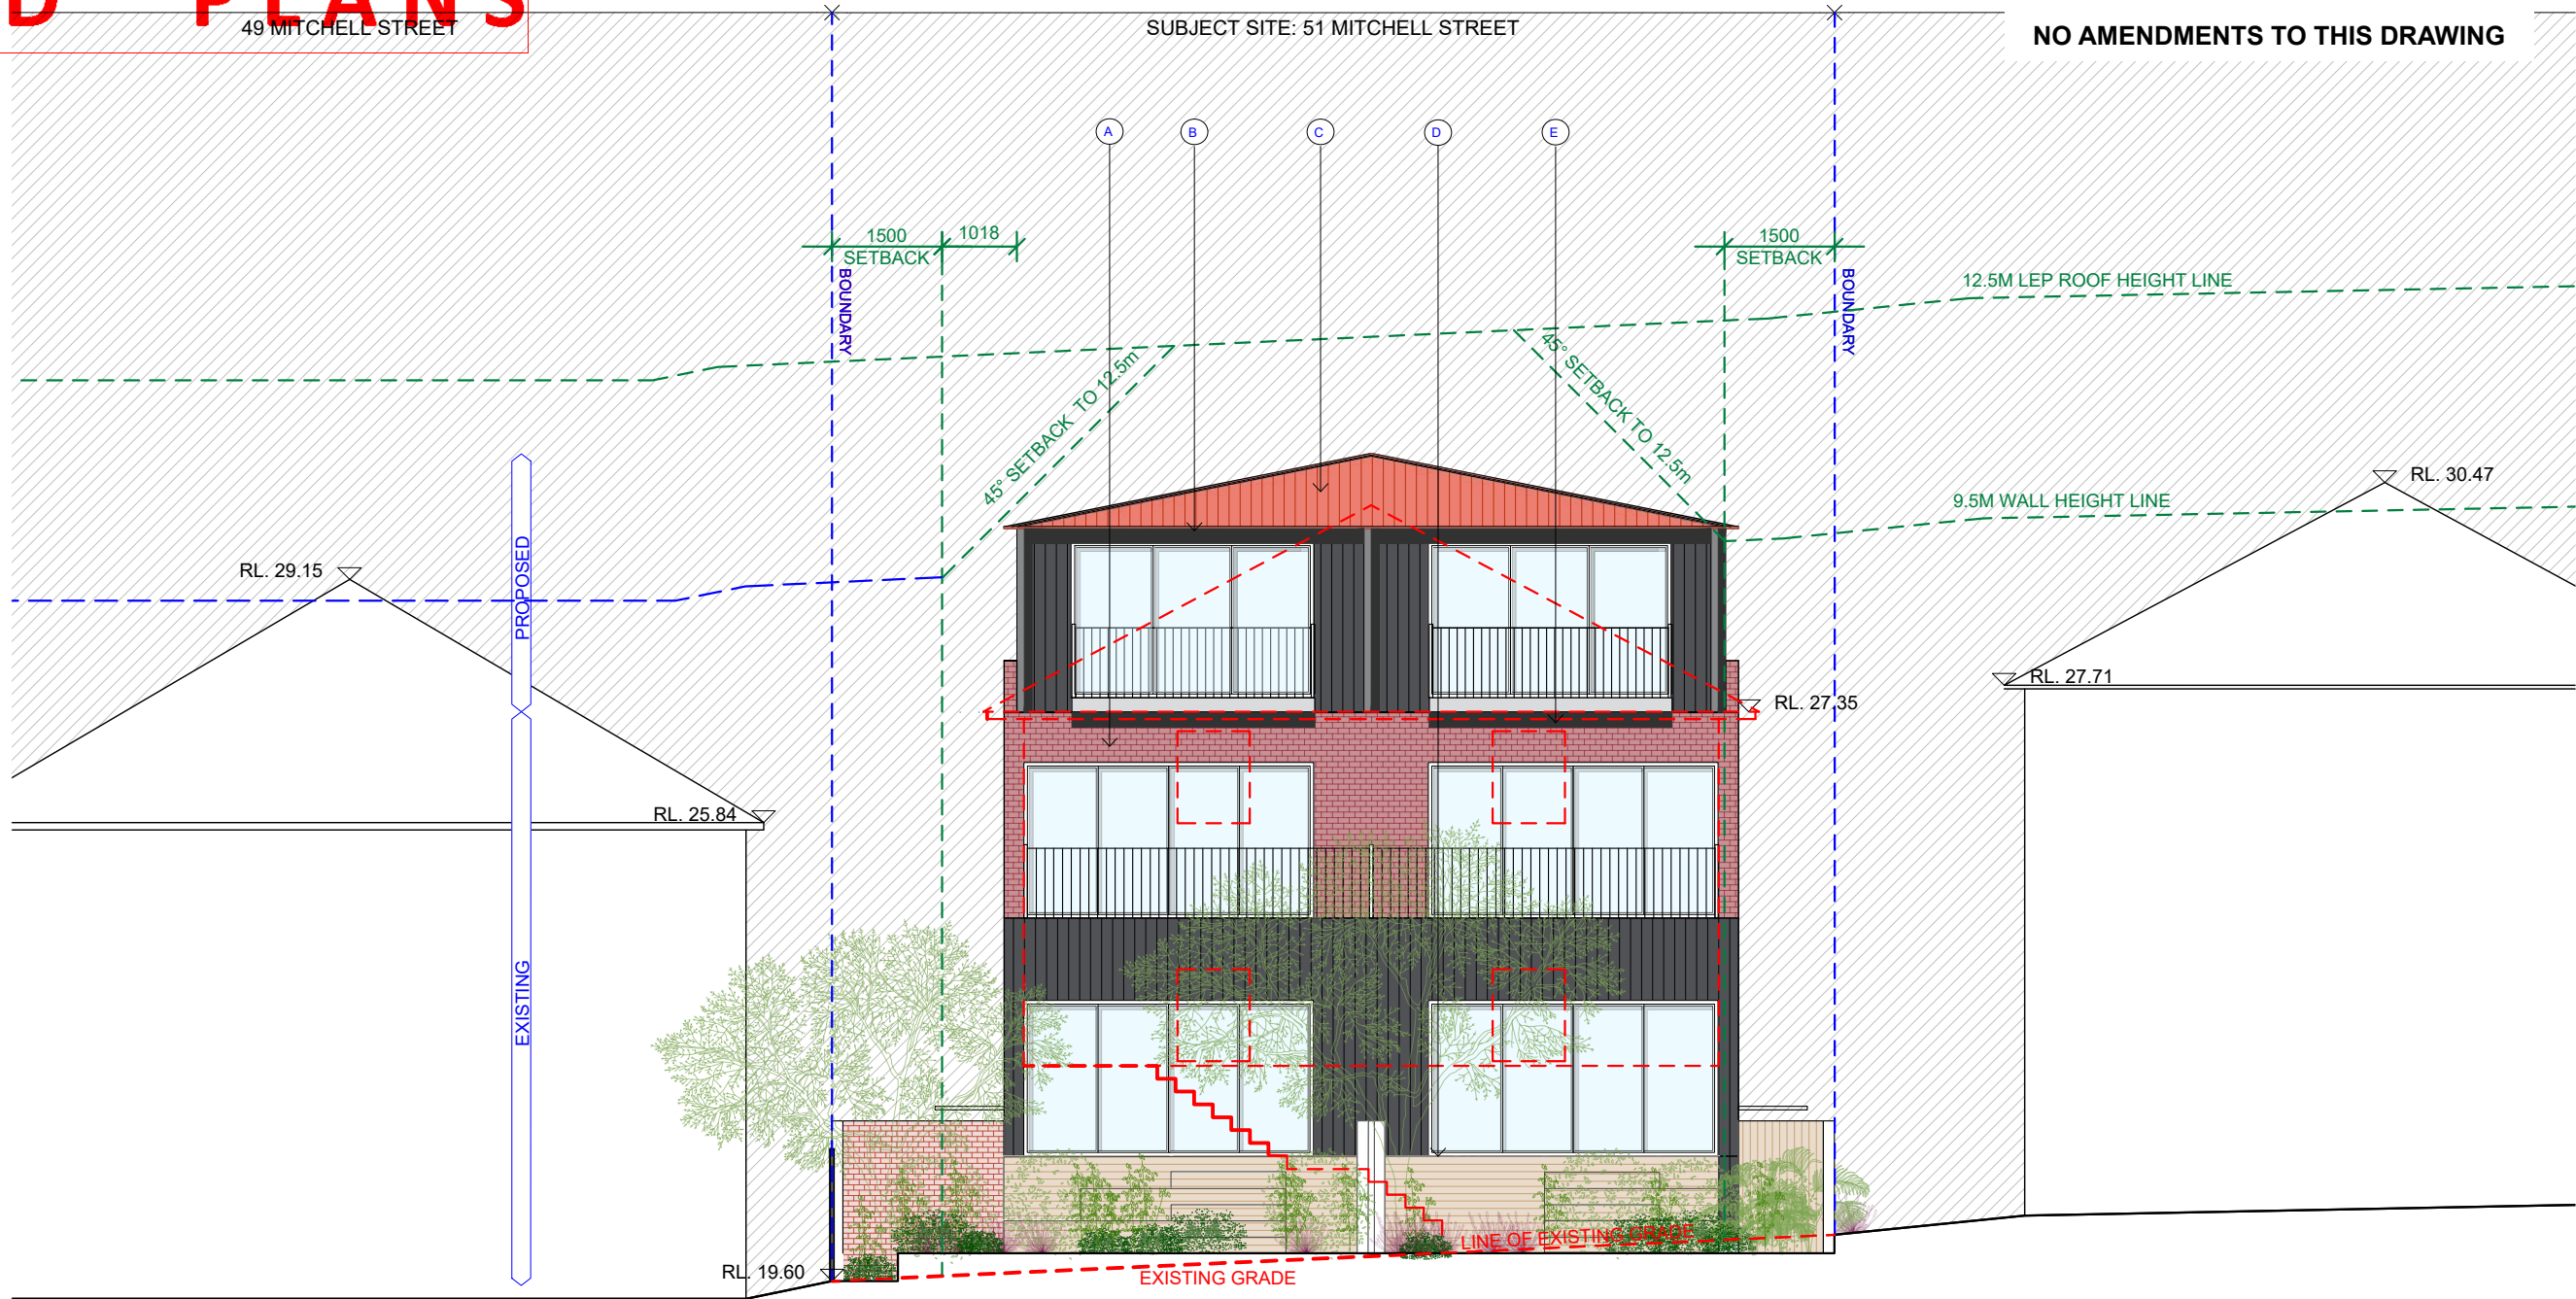 D PLANS
49 MITCHELL STREET
SUBJECT SITE: 51 MITCHELL STREET
NO AMENDMENTS TO THIS DRAWING
A
B
C
D
E
1500
SETBACK
1018
1500
SETBACK
BOUNDARY
BOUNDARY
12.5M LEP ROOF HEIGHT LINE
45° SETBACK TO 12.5m
45° SETBACK TO 12.5m
RL. 30.47
9.5M WALL HEIGHT LINE
RL. 29.15
PROPOSED
RL. 27.71
RL. 27.35
RL. 25.84
EXISTING
LINE OF EXISTING GRADE
RL. 19.60
EXISTING GRADE